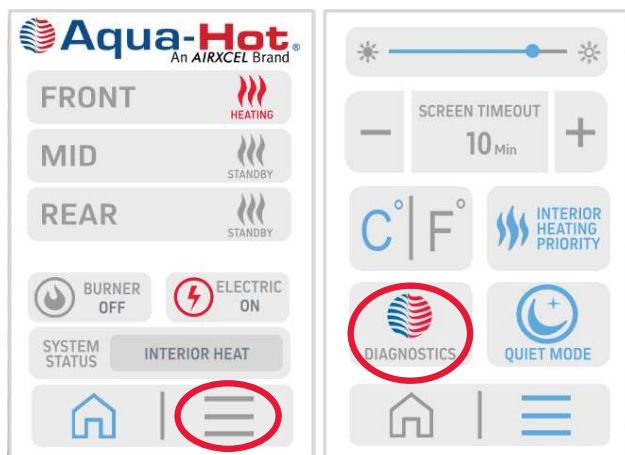 Aqua-Hot®
An AIRXCEL Brand
FRONT
HEATING
MID
STANDBY
REAR
STANDBY
BURNER
OFF
ELECTRIC
ON
SYSTEM
STATUS
INTERIOR HEAT
SCREEN TIMEOUT
10 Min
C° | F°
INTERIOR
HEATING
PRIORITY
DIAGNOSTICS
QUIET MODE